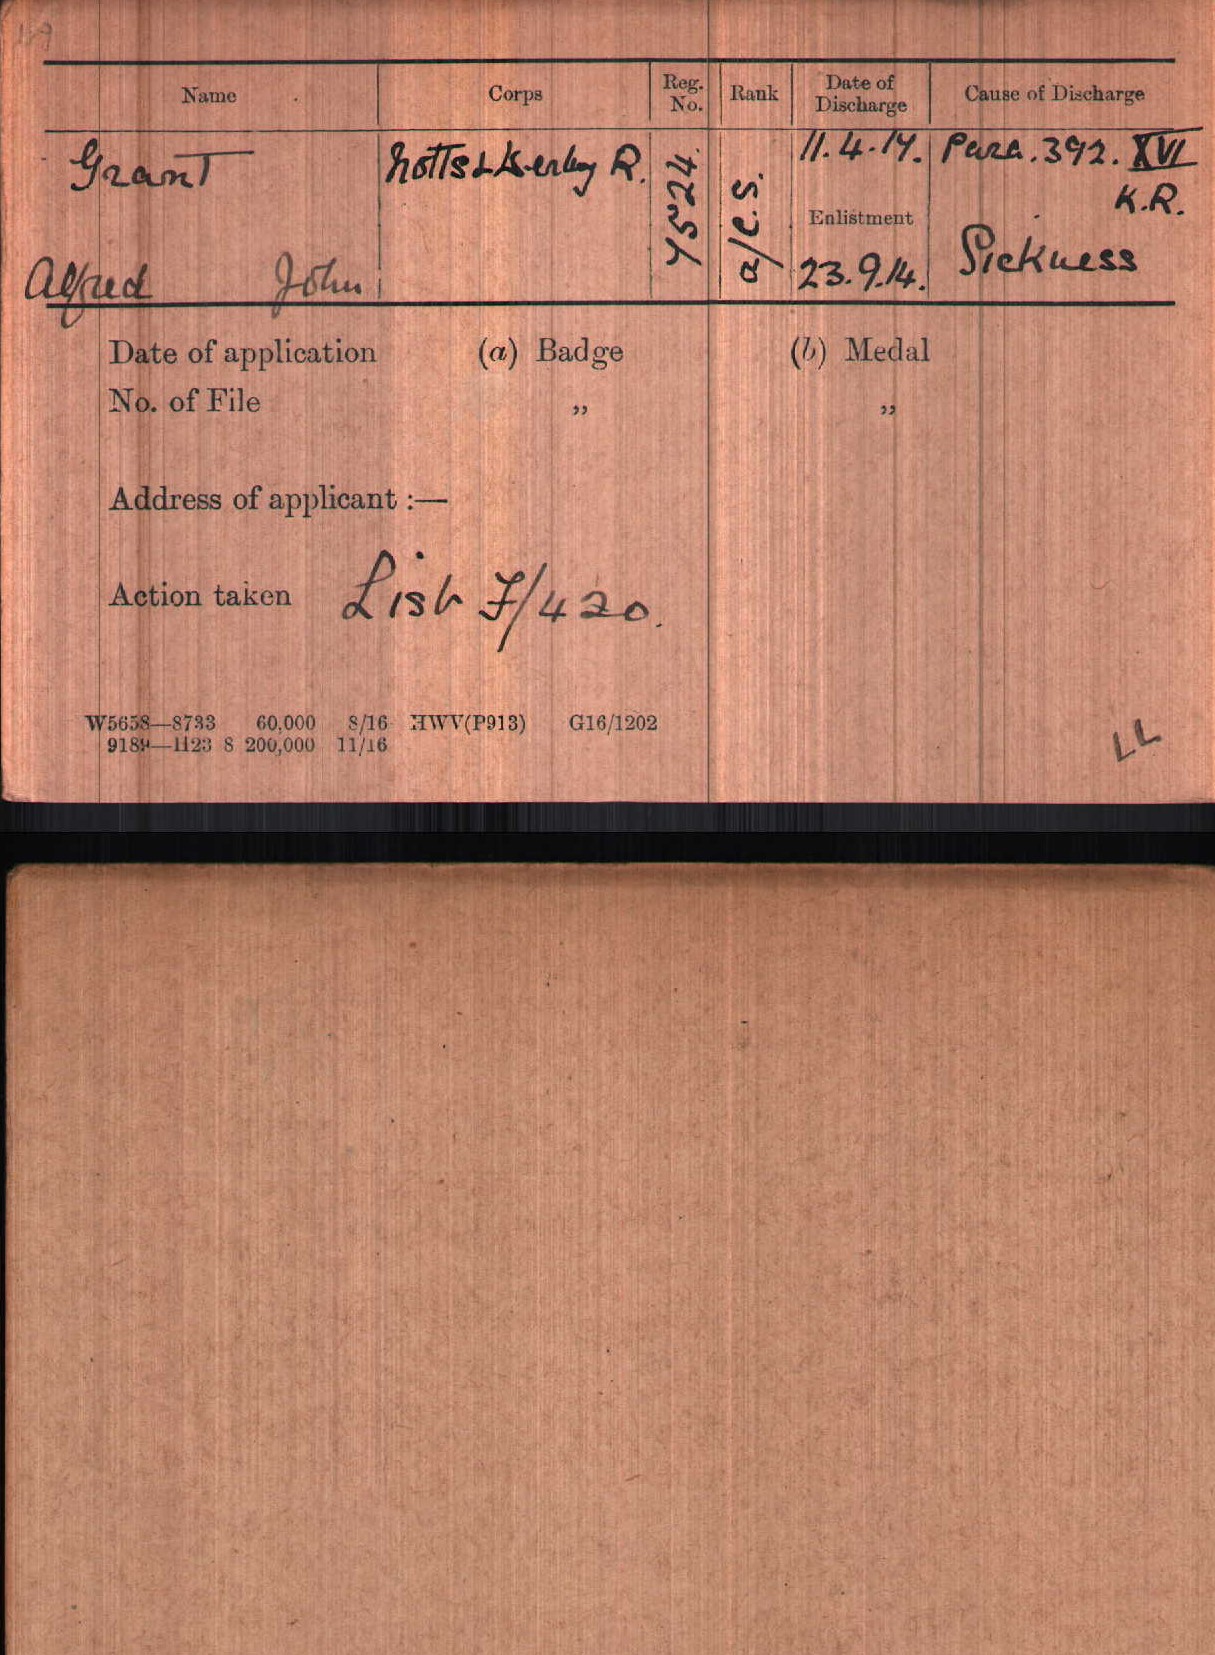 Name Corps Reg. No. Rank Date of Discharge Cause of Discharge
Grant Notts & Derby R. 7524. a/C.S. 11.4.17. Para. 392. XVI
K.R.
Enlistment
Alfred John 23.9.14. Sickness
Date of application (a) Badge (b) Medal
No. of File ,, ,,
Address of applicant :—
Action taken List J/420.
W5658—8733 60,000 8/16 HWV(P913) G16/1202
9189—1123 S 200,000 11/16
LL